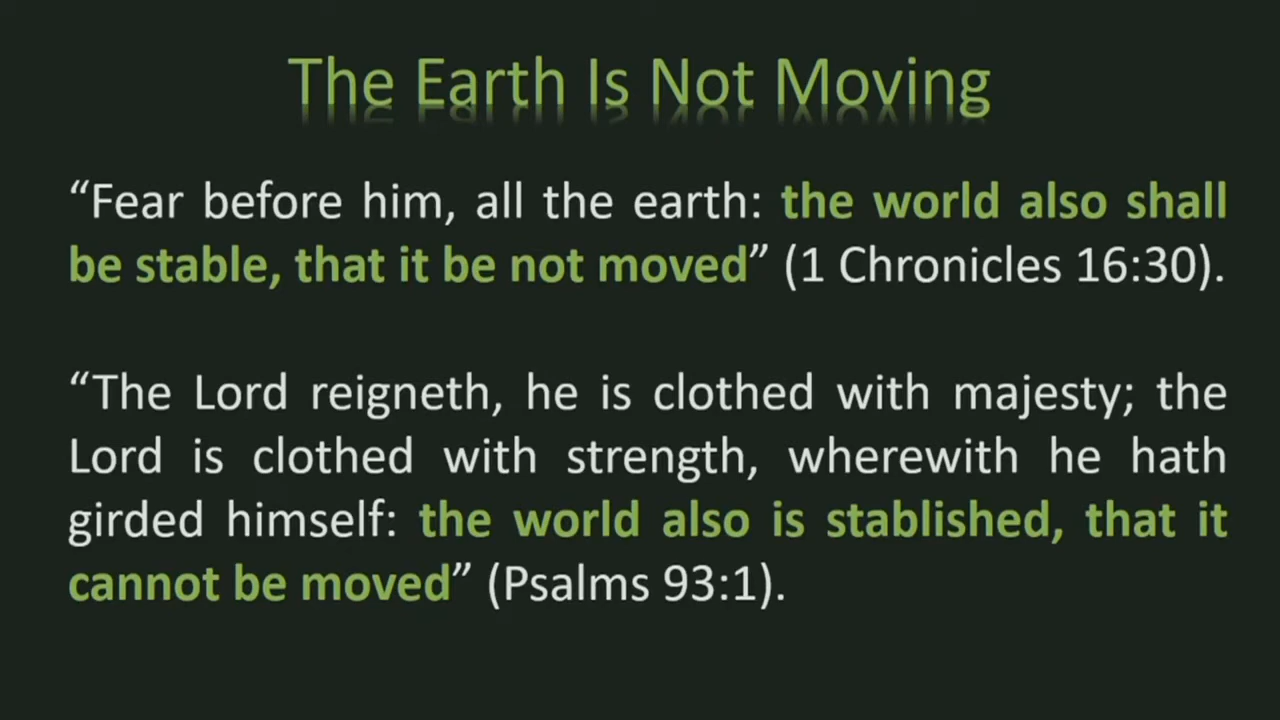 The Earth Is Not Moving
“Fear before him, all the earth: the world also shall
be stable, that it be not moved” (1 Chronicles 16:30).
“The Lord reigneth, he is clothed with majesty; the
Lord is clothed with strength, wherewith he hath
girded himself: the world also is stablished, that it
cannot be moved” (Psalms 93:1).